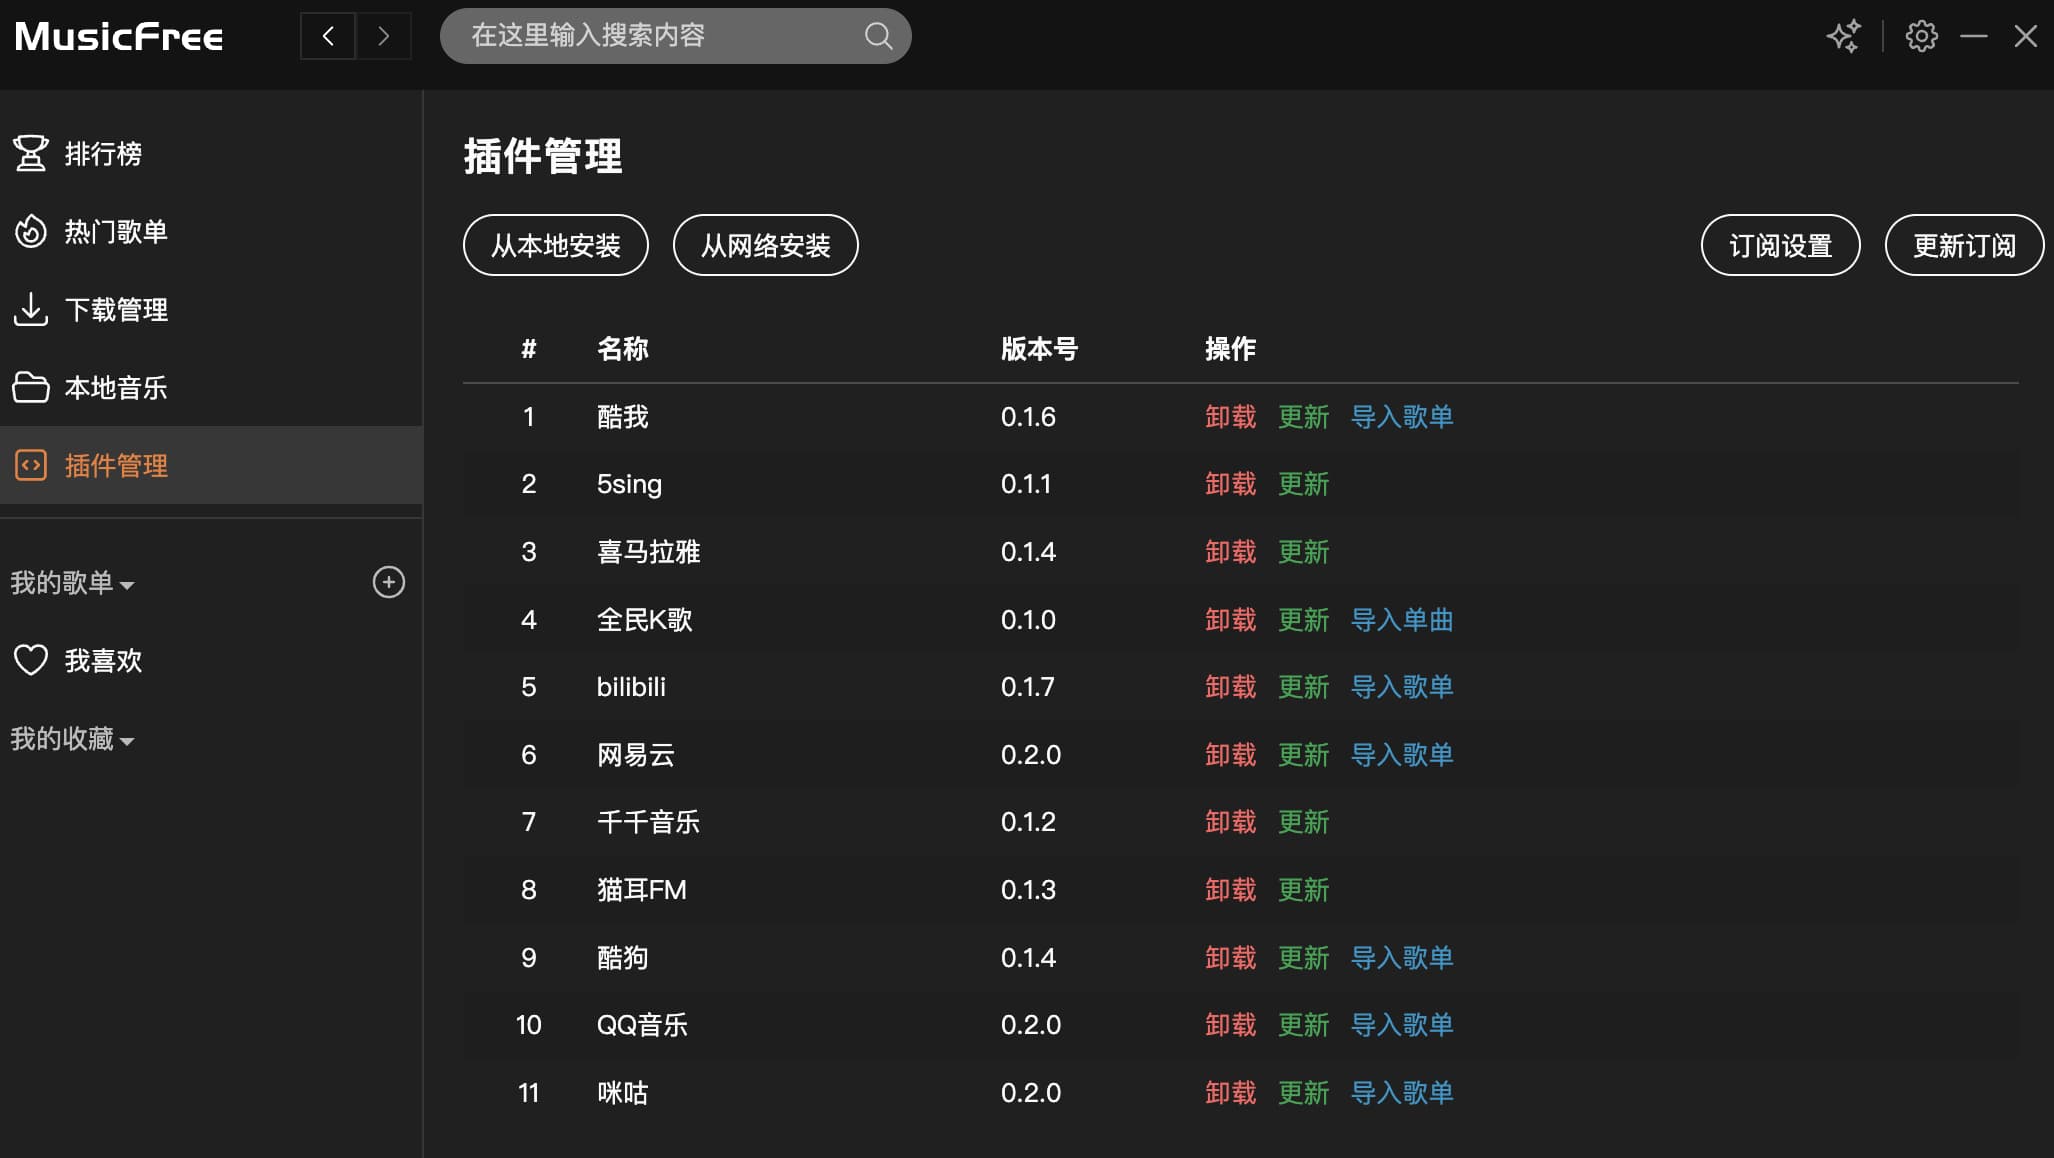 MusicFree
在这里输入搜索内容
排行榜
热门歌单
下载管理
本地音乐
插件管理
我的歌单
我喜欢
我的收藏
插件管理
从本地安装 从网络安装 订阅设置 更新订阅
# 名称 版本号 操作
1 酷我 0.1.6 卸载 更新 导入歌单
2 5sing 0.1.1 卸载 更新
3 喜马拉雅 0.1.4 卸载 更新
4 全民K歌 0.1.0 卸载 更新 导入单曲
5 bilibili 0.1.7 卸载 更新 导入歌单
6 网易云 0.2.0 卸载 更新 导入歌单
7 千千音乐 0.1.2 卸载 更新
8 猫耳FM 0.1.3 卸载 更新
9 酷狗 0.1.4 卸载 更新 导入歌单
10 QQ音乐 0.2.0 卸载 更新 导入歌单
11 咪咕 0.2.0 卸载 更新 导入歌单